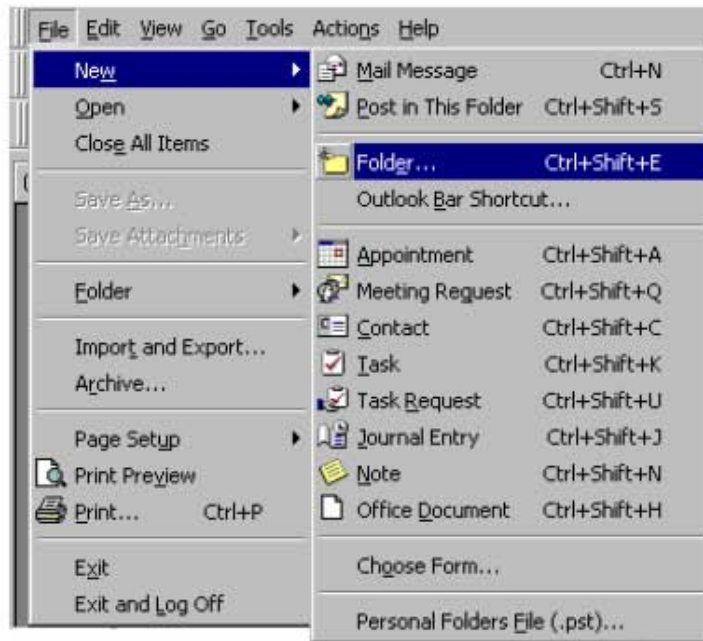 File Edit View Go Tools Actions Help
New
Open
Close All Items
Save As...
Save Attachments
Folder
Import and Export...
Archive...
Page Setup
Print Preview
Print... Ctrl+P
Exit
Exit and Log Off
Mail Message Ctrl+N
Post in This Folder Ctrl+Shift+S
Folder... Ctrl+Shift+E
Outlook Bar Shortcut...
Appointment Ctrl+Shift+A
Meeting Request Ctrl+Shift+Q
Contact Ctrl+Shift+C
Task Ctrl+Shift+K
Task Request Ctrl+Shift+U
Journal Entry Ctrl+Shift+J
Note Ctrl+Shift+N
Office Document Ctrl+Shift+H
Choose Form...
Personal Folders File (.pst)...